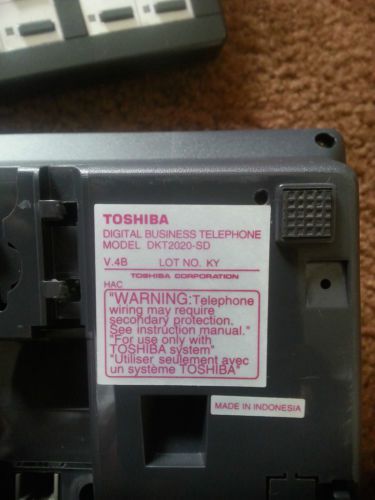 TOSHIBA
DIGITAL BUSINESS TELEPHONE
MODEL DKT2020-SD
V.4B LOT NO. KY
TOSHIBA CORPORATION
HAC
"WARNING:Telephone
wiring may require
secondary protection.
See instruction manual."
"For use only with
TOSHIBA system"
"Utiliser seulement avec
un système TOSHIBA"
MADE IN INDONESIA